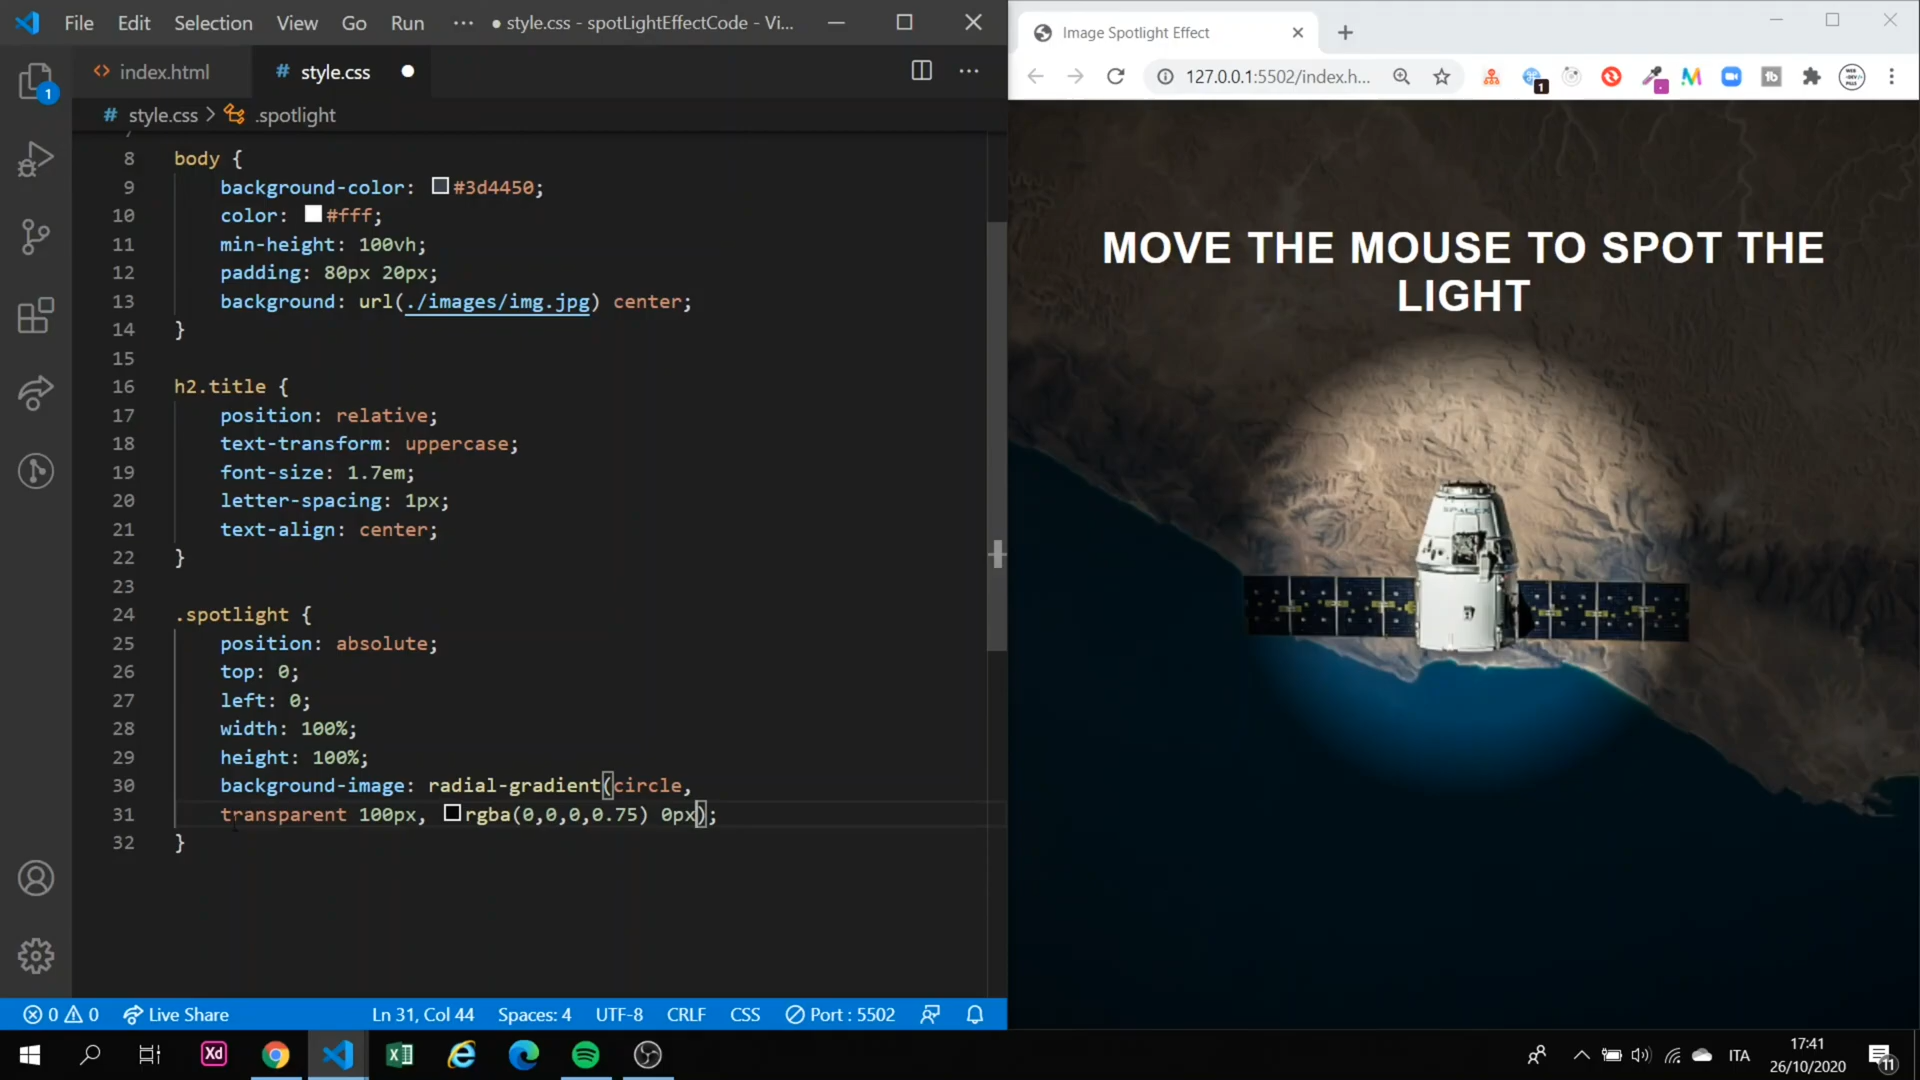 File Edit Selection View Go Run ··· ● style.css - spotLightEffectCode - Vi...
index.html
# style.css
# style.css > .spotlight
7
8 body {
9 background-color: #3d4450;
10 color: #fff;
11 min-height: 100vh;
12 padding: 80px 20px;
13 background: url(./images/img.jpg) center;
14 }
15
16 h2.title {
17 position: relative;
18 text-transform: uppercase;
19 font-size: 1.7em;
20 letter-spacing: 1px;
21 text-align: center;
22 }
23
24 .spotlight {
25 position: absolute;
26 top: 0;
27 left: 0;
28 width: 100%;
29 height: 100%;
30 background-image: radial-gradient(circle,
31 transparent 100px, rgba(0,0,0,0.75) 0px);
32 }
1
0 0 Live Share Ln 31, Col 44 Spaces: 4 UTF-8 CRLF CSS Port : 5502
Image Spotlight Effect
127.0.0.1:5502/index.h...
1
MOVE THE MOUSE TO SPOT THE
LIGHT
SPACEX
Xd
ITA
17:41
26/10/2020
11